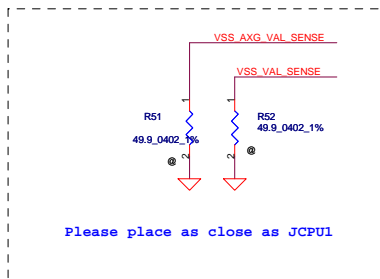 VSS_AXG_VAL_SENSE
VSS_VAL_SENSE
1
1
R51
R52
49.9_0402_1%
49.9_0402_1%
2
2
@
@
Please place as close as JCPU1